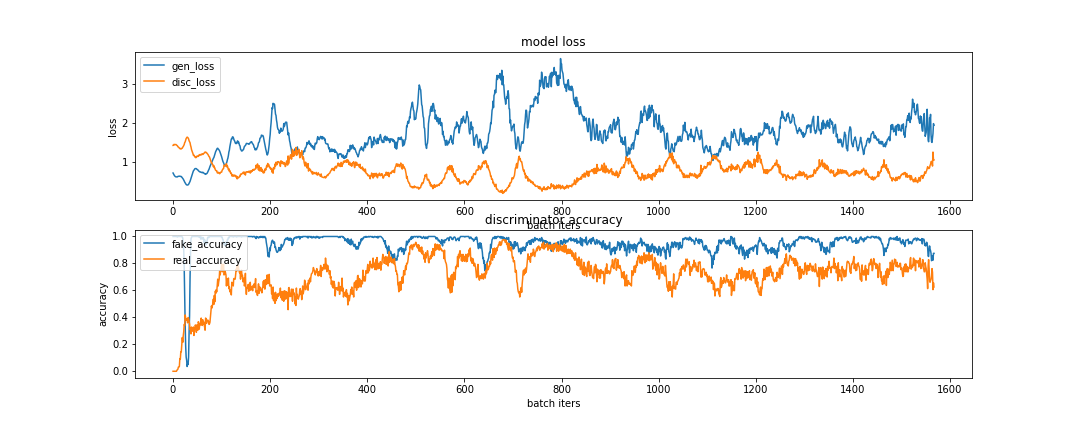 model loss
gen_loss
disc_loss
loss
3
2
1
0 200 400 600 800 1000 1200 1400 1600
batch iters
discriminator accuracy
fake_accuracy
real_accuracy
accuracy
1.0
0.8
0.6
0.4
0.2
0.0
0 200 400 600 800 1000 1200 1400 1600
batch iters